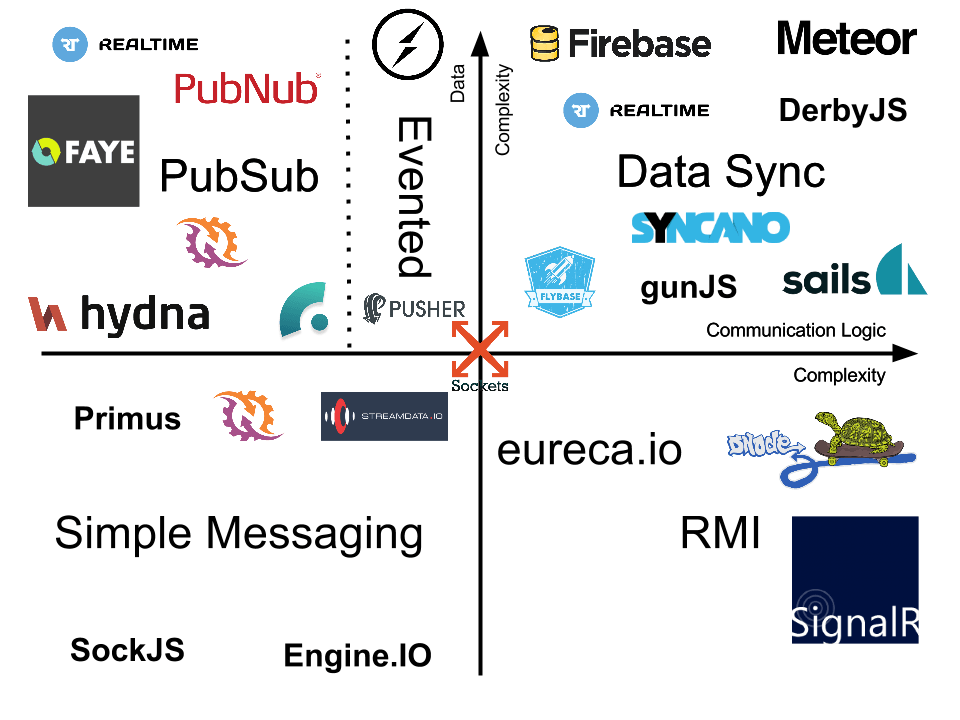 REALTIME
PubNub
FAYE
PubSub
hydna
Evented
PUSHER
Data
Complexity
Firebase
Meteor
REALTIME
DerbyJS
Data Sync
SYNCANO
FLYBASE
gunJS
sails
Communication Logic
Complexity
Sockets
Primus
STREAMDATA.IO
Simple Messaging
SockJS
Engine.IO
eureca.io
DNode
RMI
SignalR